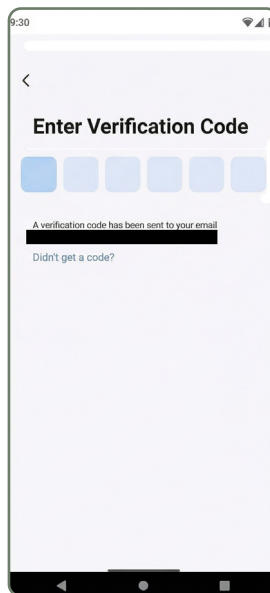 9:30
Enter Verification Code
A verification code has been sent to your email
Didn't get a code?